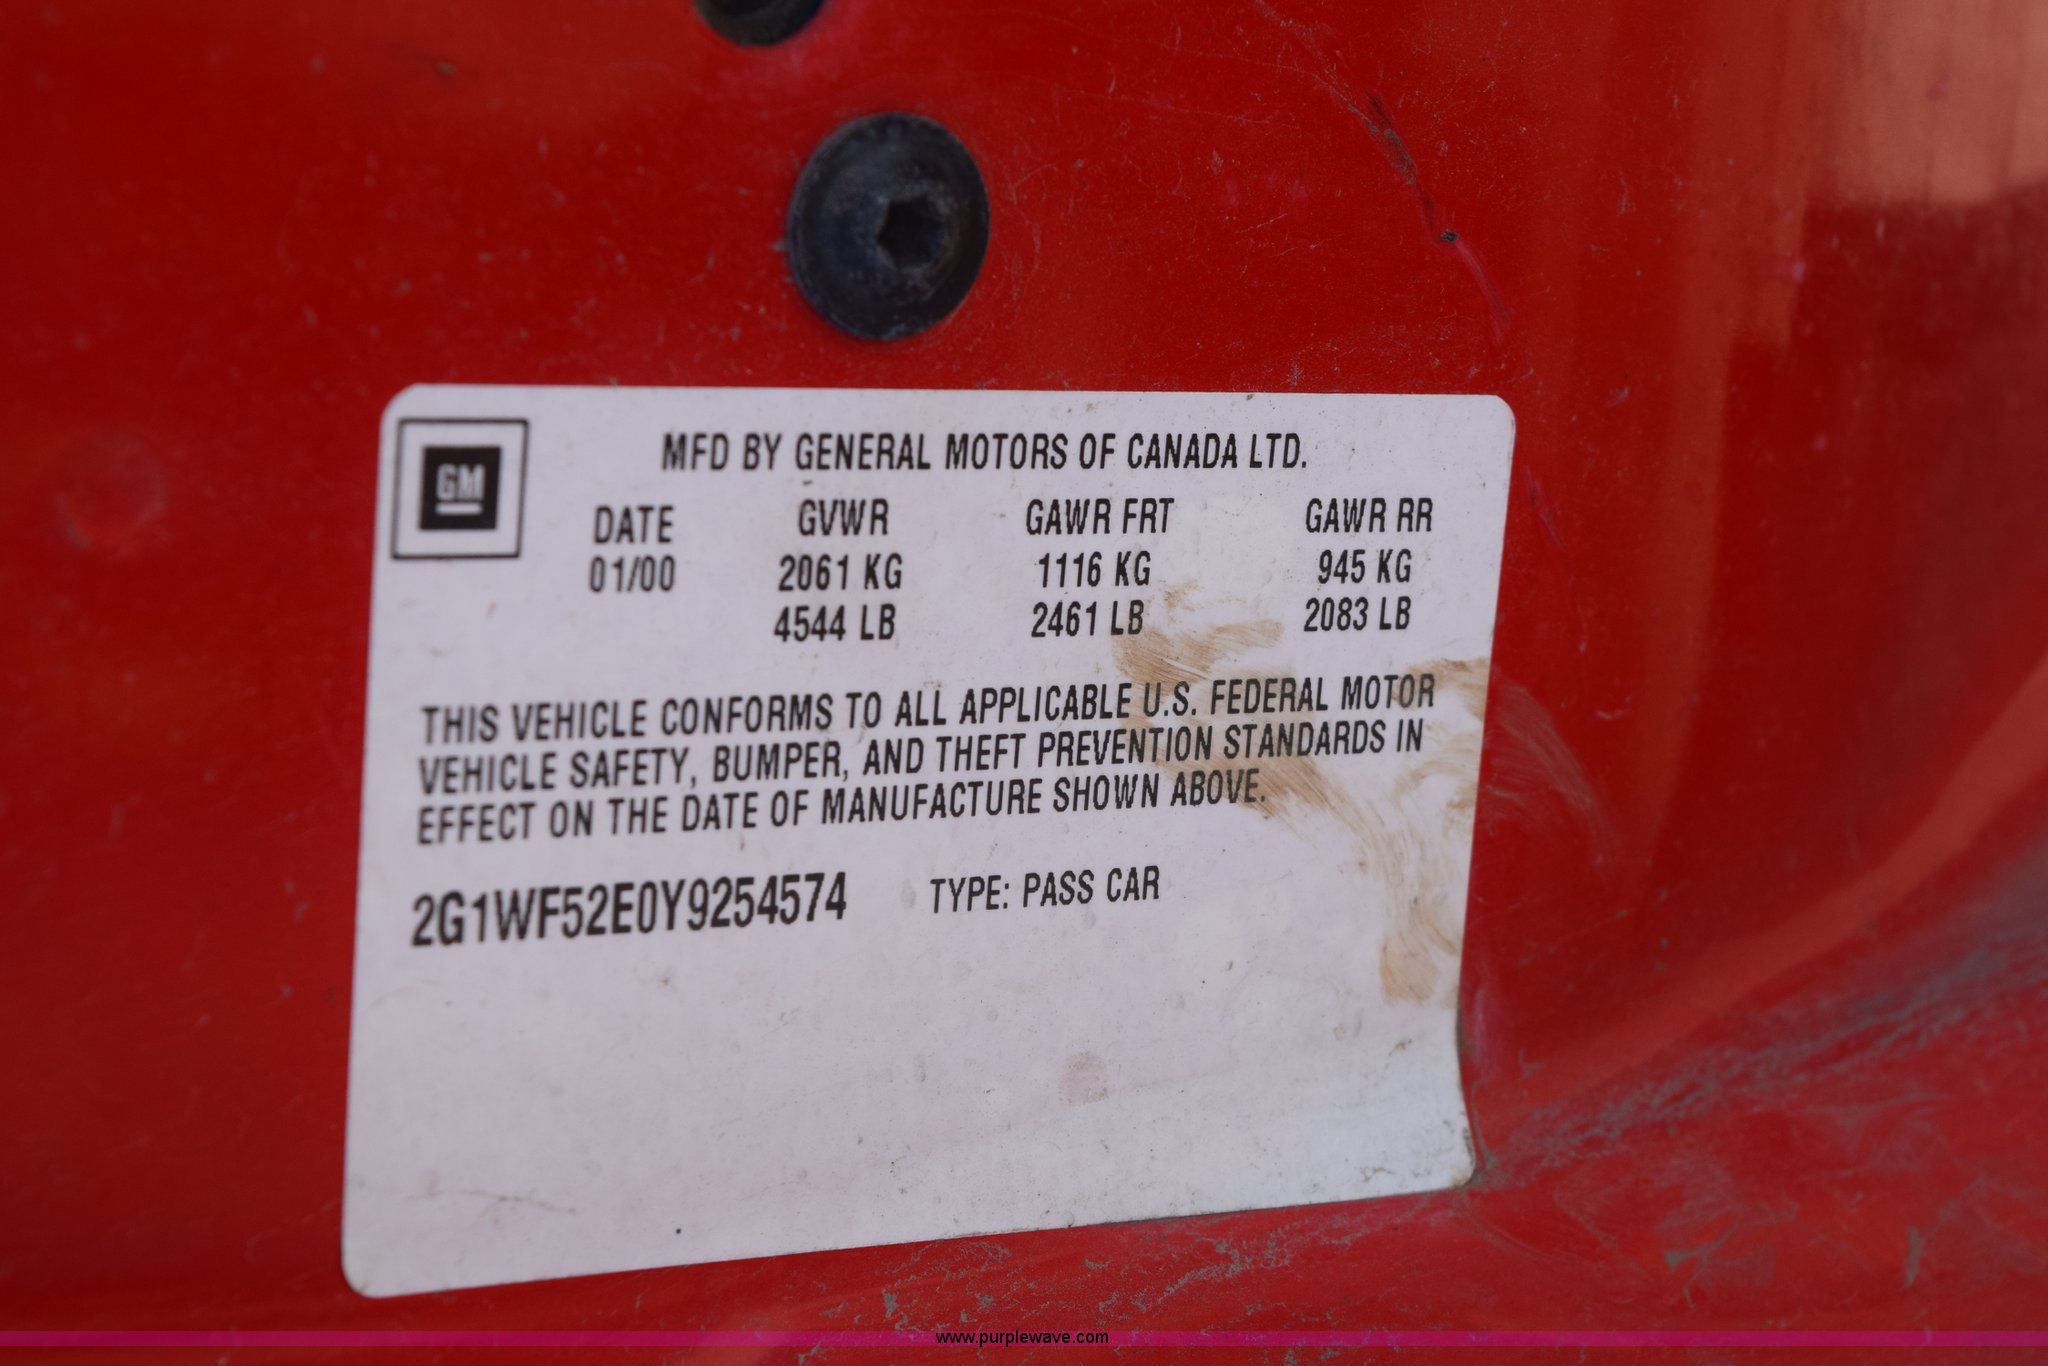 GM
MFD BY GENERAL MOTORS OF CANADA LTD.
DATE GVWR GAWR FRT GAWR RR
01/00 2061 KG 1116 KG 945 KG
4544 LB 2461 LB 2083 LB
THIS VEHICLE CONFORMS TO ALL APPLICABLE U.S. FEDERAL MOTOR
VEHICLE SAFETY, BUMPER, AND THEFT PREVENTION STANDARDS IN
EFFECT ON THE DATE OF MANUFACTURE SHOWN ABOVE.
2G1WF52E0Y9254574 TYPE: PASS CAR
www.purplewave.com